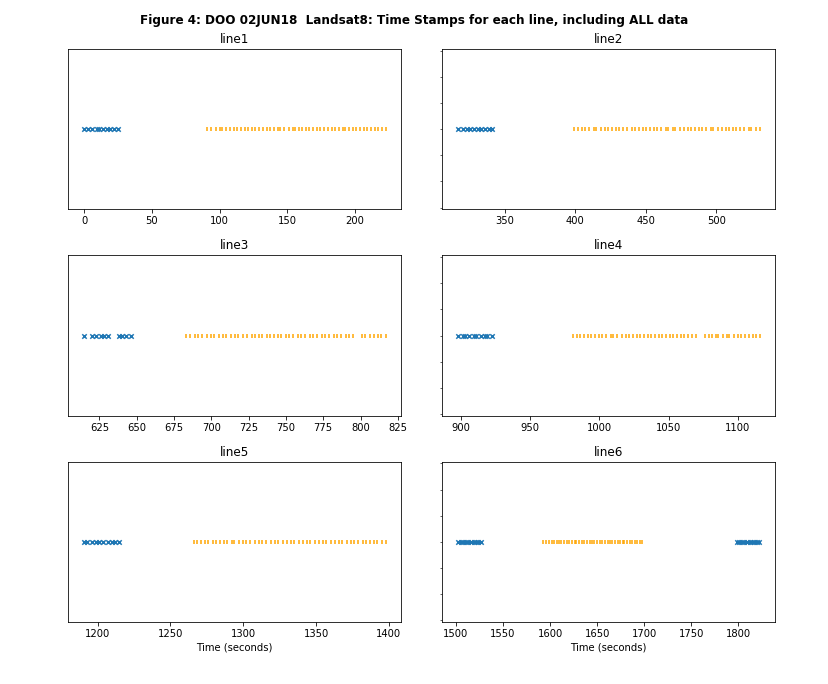 Figure 4: DOO 02JUN18 Landsat8: Time Stamps for each line, including ALL data
line1 line2
0 50 100 150 200 350 400 450 500
line3 line4
625 650 675 700 725 750 775 800 825 900 950 1000 1050 1100
line5 line6
1200 1250 1300 1350 1400 1500 1550 1600 1650 1700 1750 1800
Time (seconds) Time (seconds)